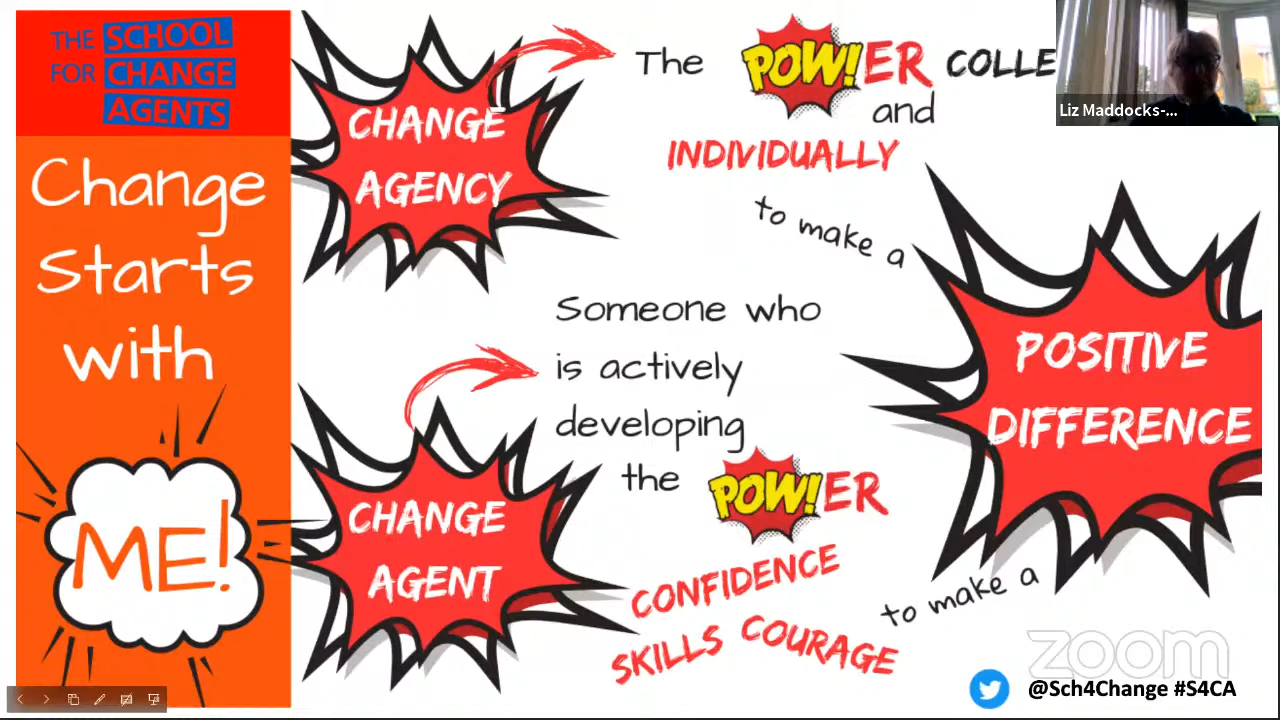 THE SCHOOL
FOR CHANGE
AGENTS
Change
Starts
with
ME!
CHANGE
AGENCY
The POW!ER COLLE
and
INDIVIDUALLY
to make a
POSITIVE
DIFFERENCE
Someone who
is actively
developing
the POW!ER
CHANGE
AGENT
CONFIDENCE
SKILLS COURAGE
to make a
Liz Maddocks-...
zoom
@Sch4Change #S4CA